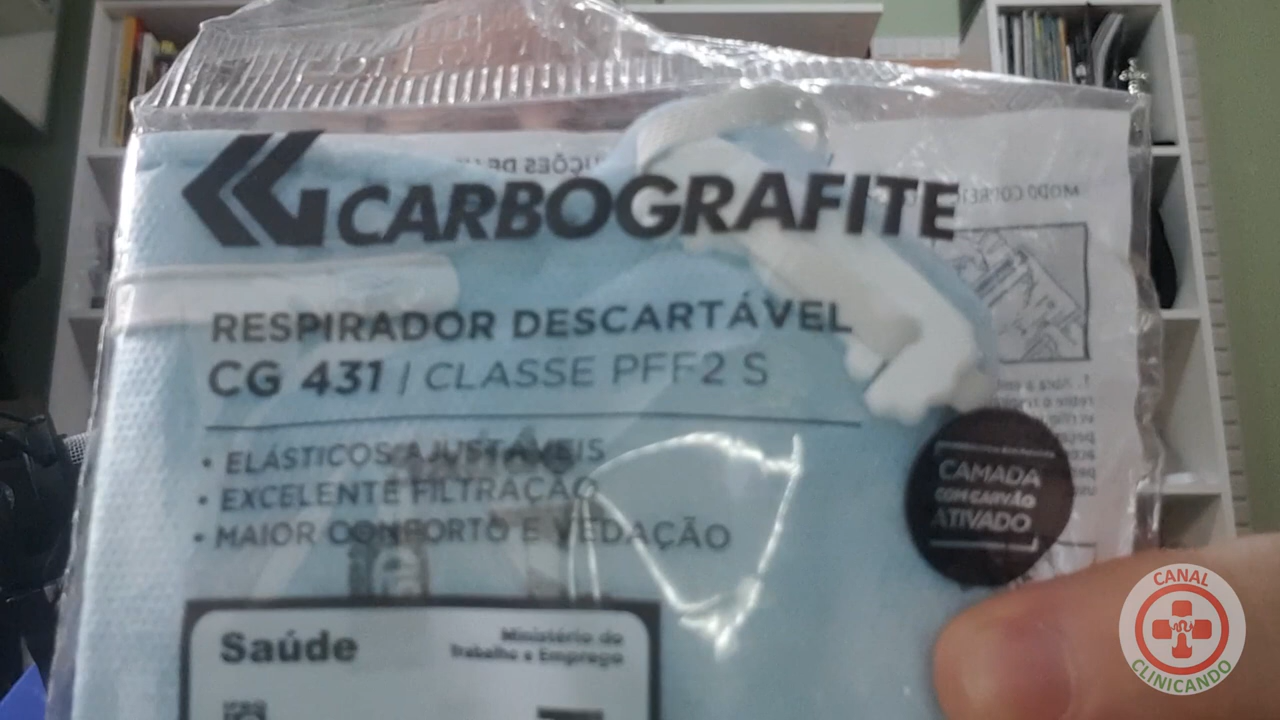 CARBOGRAFITE
RESPIRADOR DESCARTÁVEL
CG 431 / CLASSE PFF2 S
• ELÁSTICOS AJUSTÁVEIS
• EXCELENTE FILTRAÇÃO
• MAIOR CONFORTO E VEDAÇÃO
CAMADA
COM CARVÃO
ATIVADO
Saúde
Ministério do
Trabalho e Emprego
MODO CORRE
CANAL
CLINICANDO